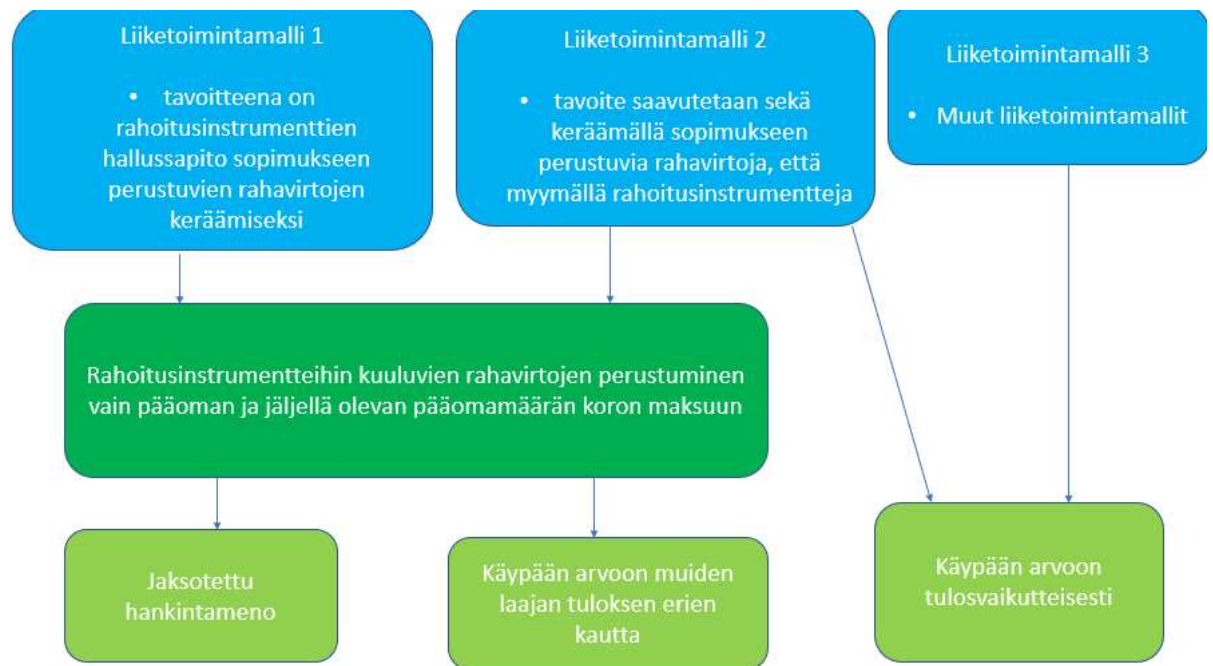 Liiketoimintamalli 1
• tavoitteena on
rahoitusinstrumenttien
hallussapito sopimukseen
perustuvien rahavirtojen
keräämiseksi
Liiketoimintamalli 2
• tavoite saavutetaan sekä
keräämällä sopimukseen
perustuvia rahavirtoja, että
myymällä rahoitusinstrumentteja
Liiketoimintamalli 3
• Muut liiketoimintamallit
Rahoitusinstrumentteihin kuuluvien rahavirtojen perustuminen
vain pääoman ja jäljellä olevan pääomamäärän koron maksuun
Jaksotettu
hankintameno
Käypään arvoon muiden
laajan tuloksen erien
kautta
Käypään arvoon
tulosvaikutteisesti